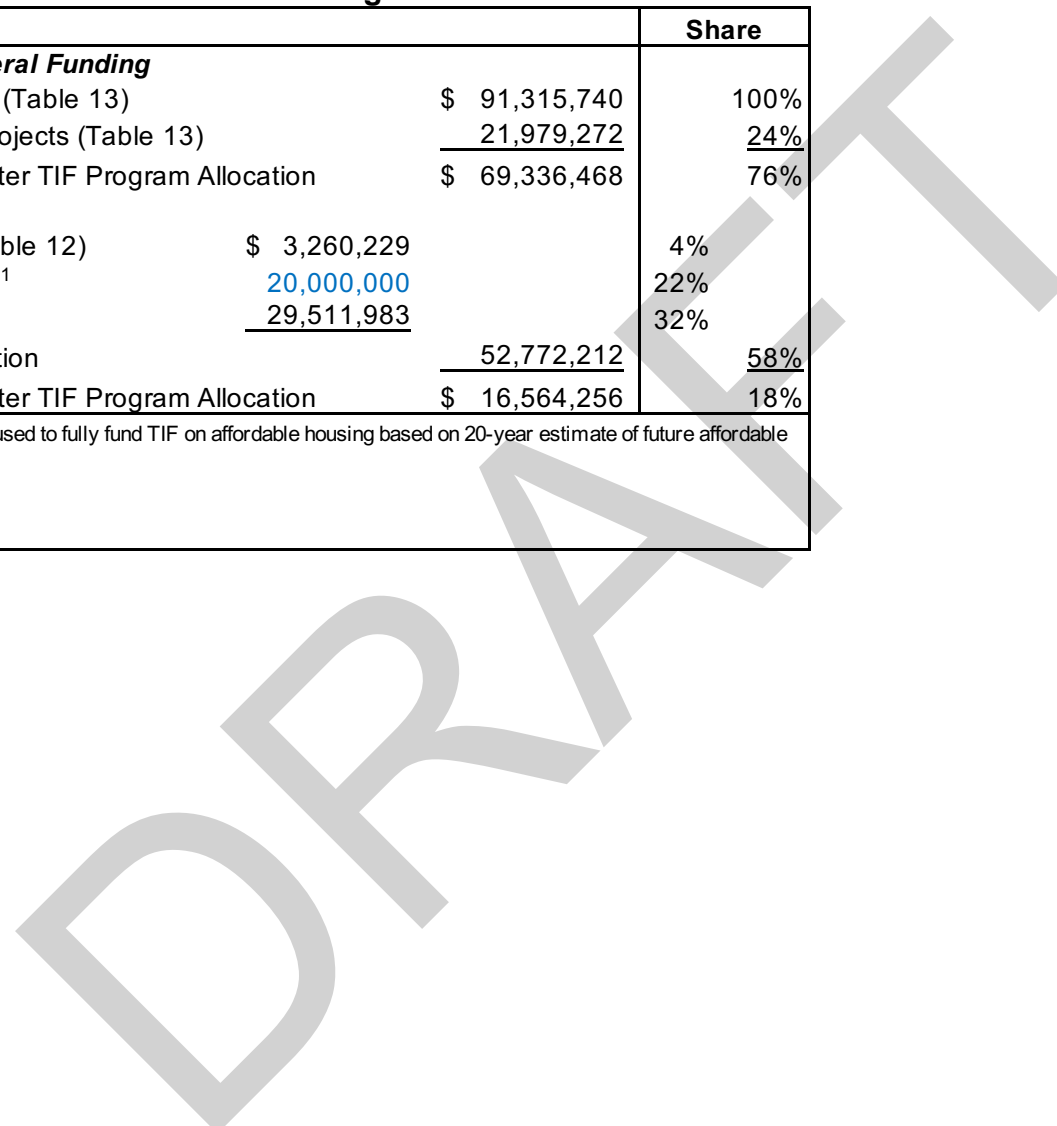 Share
eral Funding
(Table 13) $ 91,315,740 100%
ojects (Table 13) 21,979,272 24%
ter TIF Program Allocation $ 69,336,468 76%
ble 12) $ 3,260,229 4%
1 20,000,000 22%
29,511,983 32%
tion 52,772,212 58%
ter TIF Program Allocation $ 16,564,256 18%
used to fully fund TIF on affordable housing based on 20-year estimate of future affordable
DRAFT